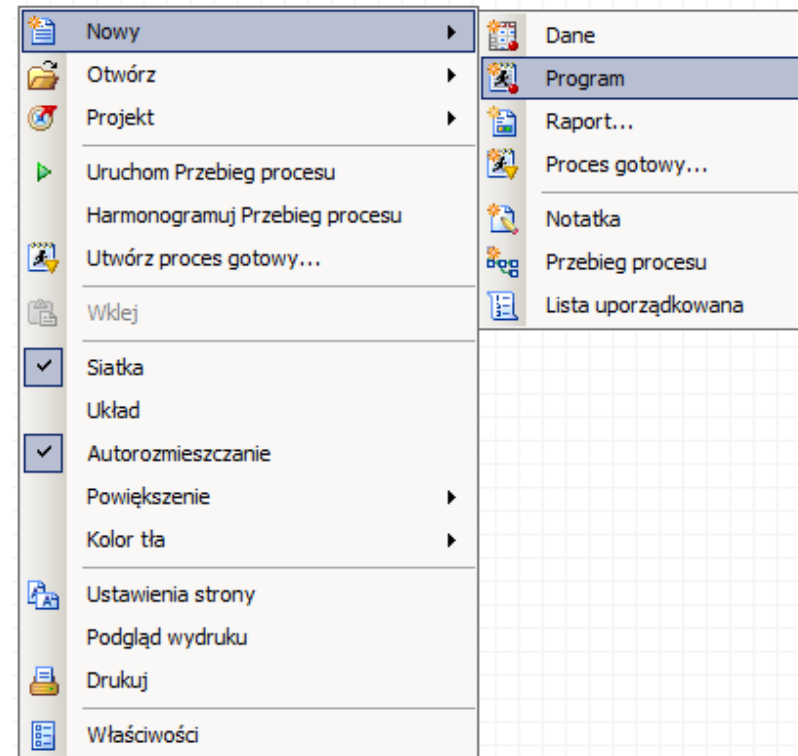 Nowy
Otwórz
Projekt
Uruchom Przebieg procesu
Harmonogramuj Przebieg procesu
Utwórz proces gotowy...
Wklej
Siatka
Układ
Autorozmieszczanie
Powiększenie
Kolor tła
Ustawienia strony
Podgląd wydruku
Drukuj
Właściwości
Dane
Program
Raport...
Proces gotowy...
Notatka
Przebieg procesu
Lista uporządkowana